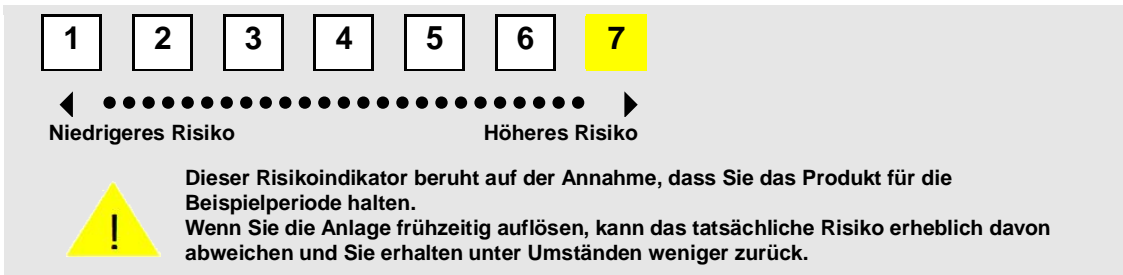 1 2 3 4 5 6 7
Niedrigeres Risiko Höheres Risiko
Dieser Risikoindikator beruht auf der Annahme, dass Sie das Produkt für die
Beispielperiode halten.
! Wenn Sie die Anlage frühzeitig auflösen, kann das tatsächliche Risiko erheblich davon
abweichen und Sie erhalten unter Umständen weniger zurück.